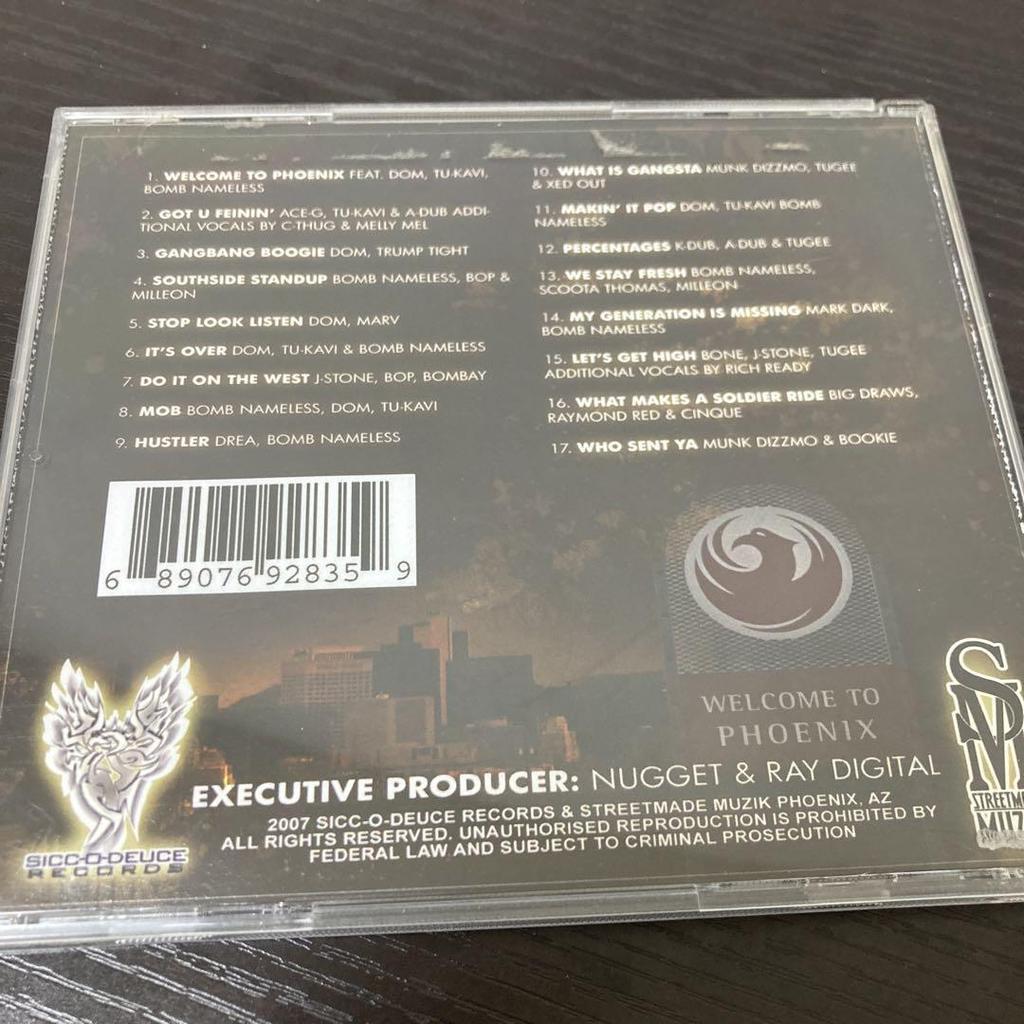 1. WELCOME TO PHOENIX FEAT. DOM, TU-KAVI,
BOMB NAMELESS
2. GOT U FEININ' ACE-G, TU-KAVI & A-DUB ADDI-
TIONAL VOCALS BY C-THUG & MELLY MEL
3. GANGBANG BOOGIE DOM, TRUMP TIGHT
4. SOUTHSIDE STANDUP BOMB NAMELESS, BOP &
MILLEON
5. STOP LOOK LISTEN DOM, MARV
6. IT'S OVER DOM, TU-KAVI & BOMB NAMELESS
7. DO IT ON THE WEST J-STONE, BOP, BOMBAY
8. MOB BOMB NAMELESS, DOM, TU-KAVI
9. HUSTLER DREA, BOMB NAMELESS
10. WHAT IS GANGSTA MUNK DIZZMO, TUGEE
& XED OUT
11. MAKIN' IT POP DOM, TU-KAVI BOMB
NAMELESS
12. PERCENTAGES K-DUB, A-DUB & TUGEE
13. WE STAY FRESH BOMB NAMELESS,
SCOOTA THOMAS, MILLEON
14. MY GENERATION IS MISSING MARK DARK,
BOMB NAMELESS
15. LET'S GET HIGH BONE, J-STONE, TUGEE
ADDITIONAL VOCALS BY RICH READY
16. WHAT MAKES A SOLDIER RIDE BIG DRAWS,
RAYMOND RED & CINQUE
17. WHO SENT YA MUNK DIZZMO & BOOKIE
6 89076 92835 9
WELCOME TO
PHOENIX
EXECUTIVE PRODUCER: NUGGET & RAY DIGITAL
2007 SICC-O-DEUCE RECORDS & STREETMADE MUZIK PHOENIX, AZ
ALL RIGHTS RESERVED. UNAUTHORISED REPRODUCTION IS PROHIBITED BY
FEDERAL LAW AND SUBJECT TO CRIMINAL PROSECUTION
SICC-O-DEUCE
RECORDS
SM
STREETM
MUZ